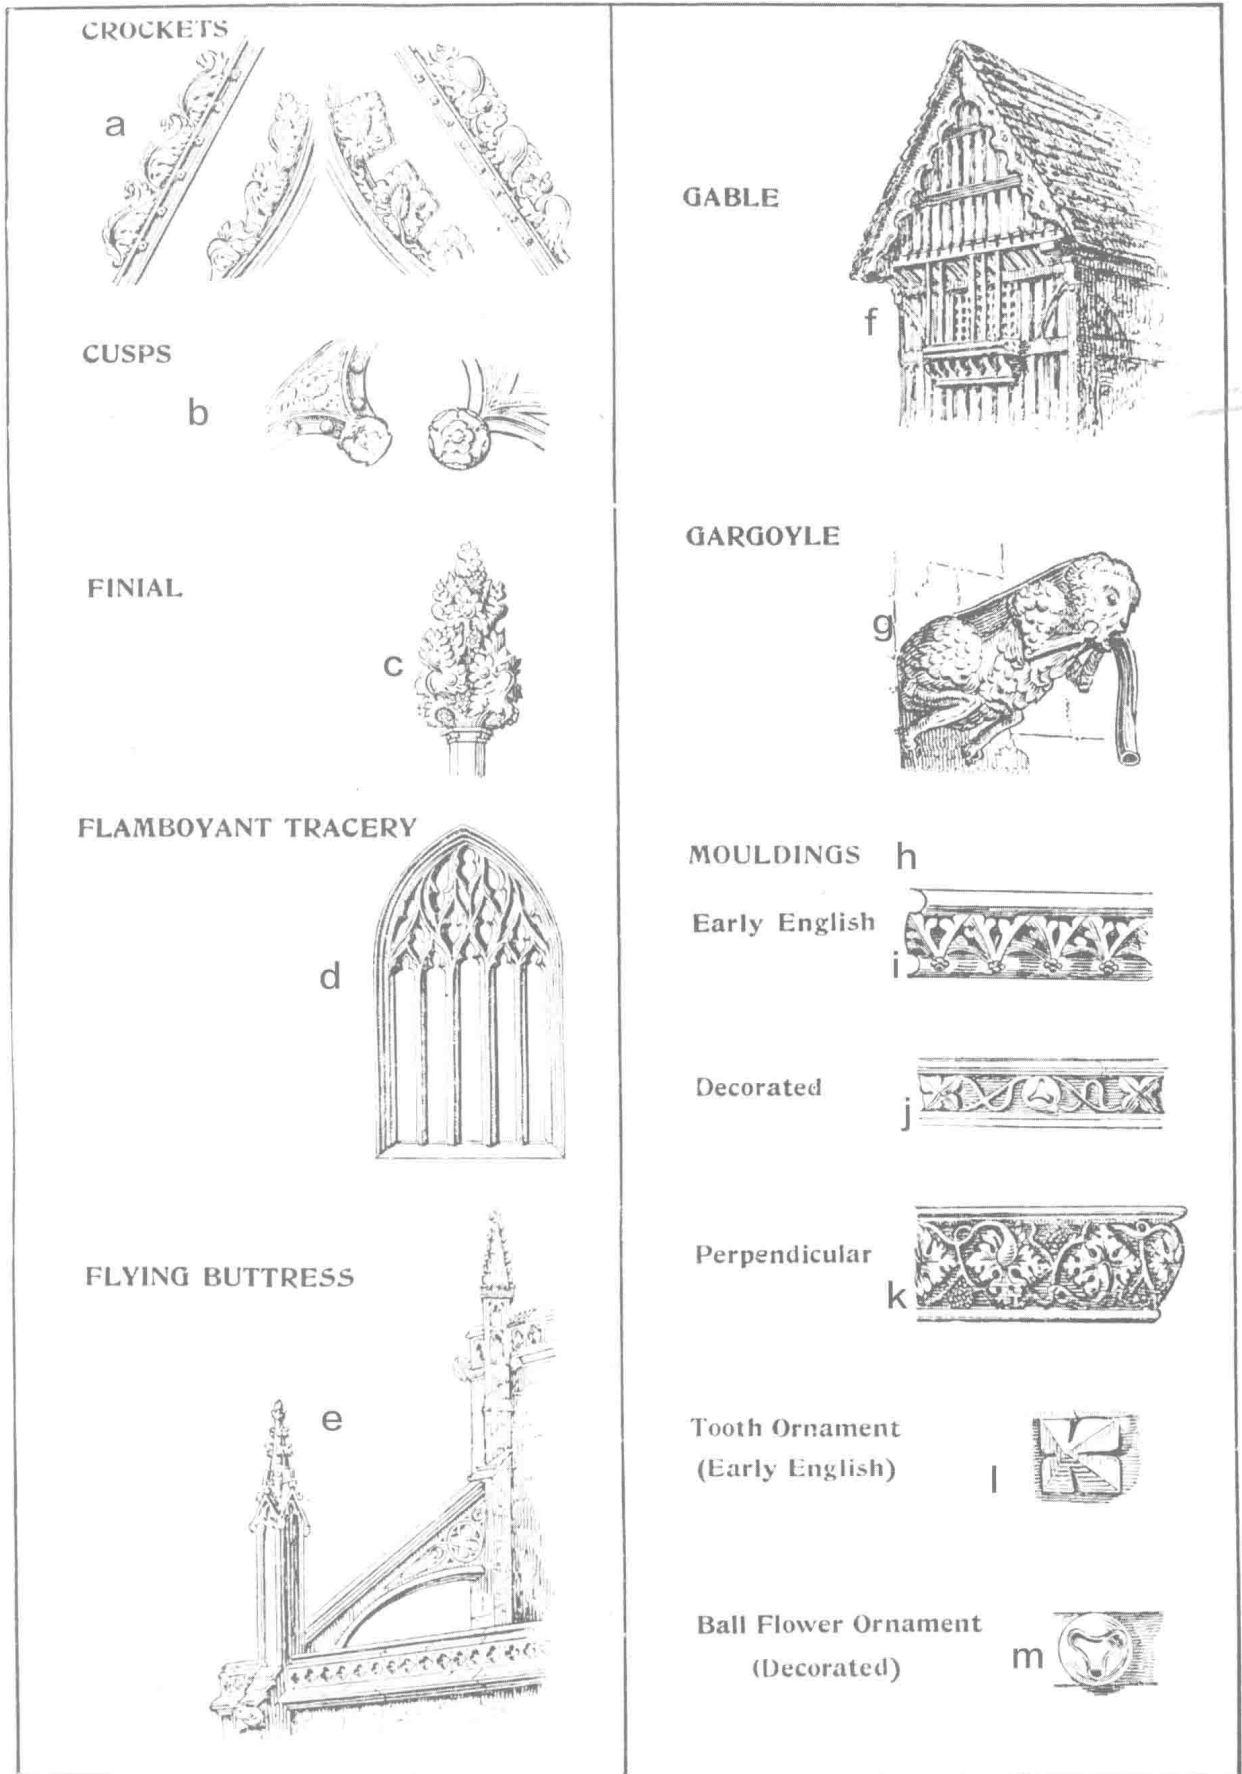 CROCKETS
a
CUSPS
b
FINIAL
c
FLAMBOYANT TRACERY
d
FLYING BUTTRESS
e
GABLE
f
GARGOYLE
g
MOULDINGS h
Early English
i
Decorated
j
Perpendicular
k
Tooth Ornament
(Early English)
l
Ball Flower Ornament
(Decorated)
m